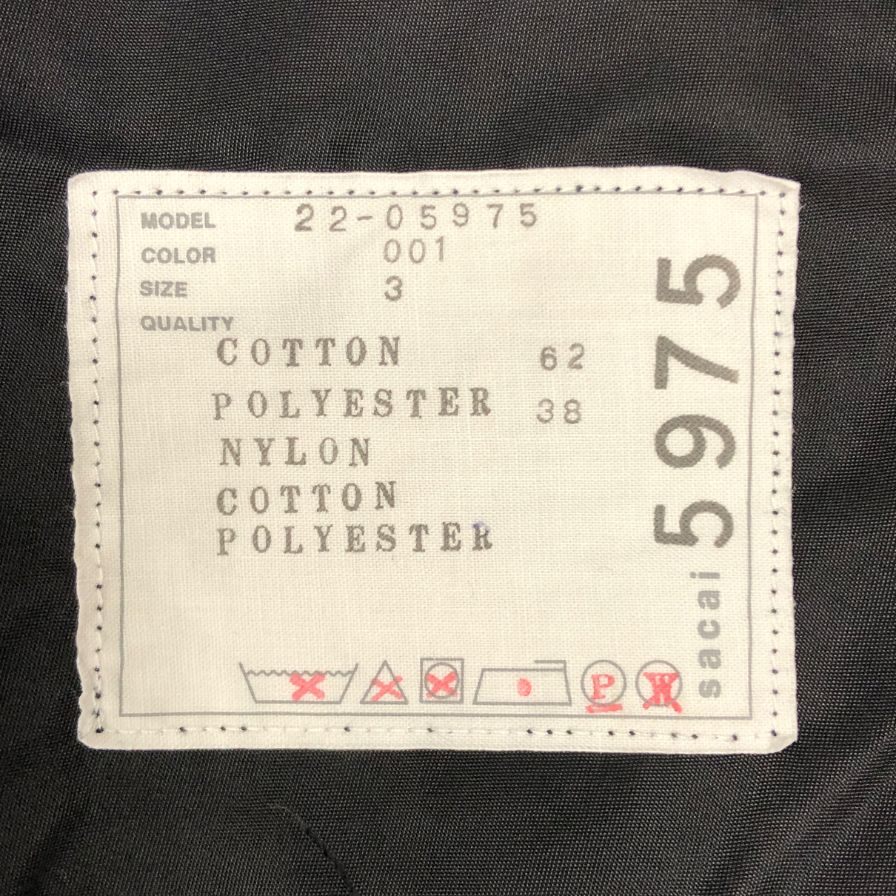 MODEL 22-05975
COLOR 001
SIZE 3
QUALITY
COTTON 62
POLYESTER 38
NYLON
COTTON
POLYESTER
P W
sacai 5975